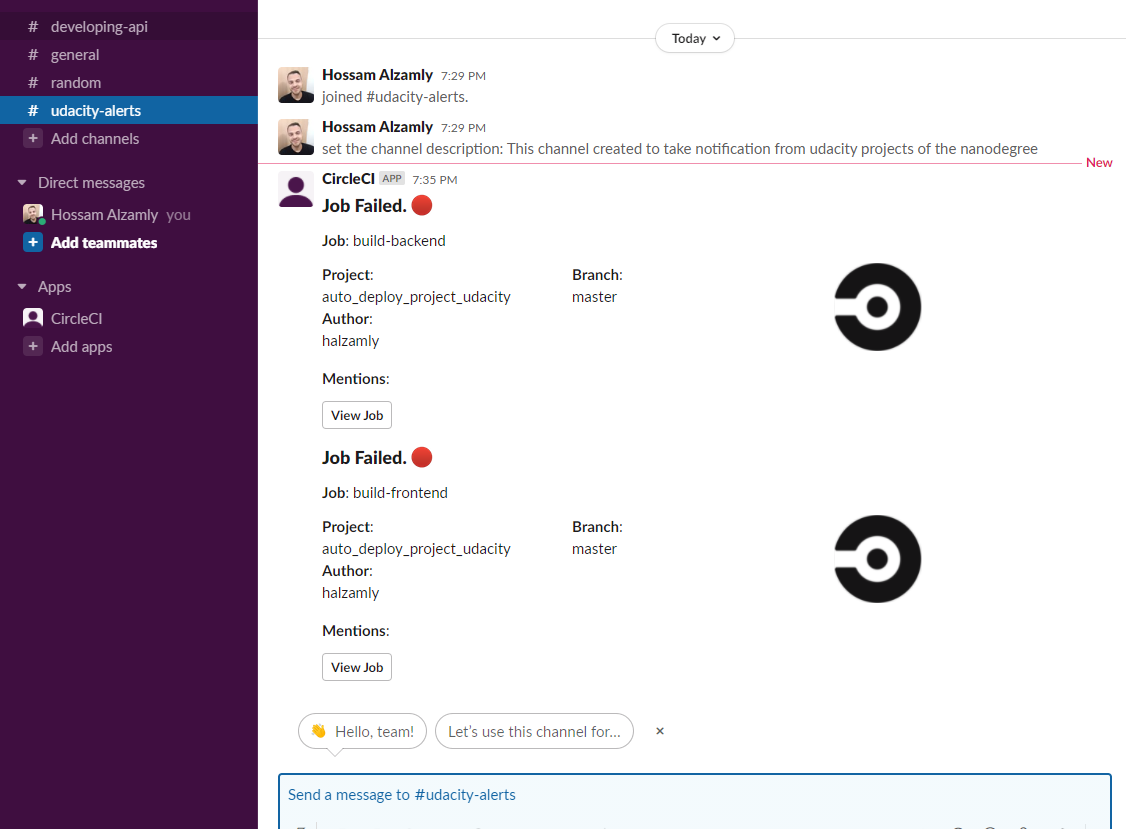 # developing-api
# general
# random
# udacity-alerts
+ Add channels
Direct messages
Hossam Alzamly you
+ Add teammates
Apps
CircleCI
+ Add apps
Today
Hossam Alzamly 7:29 PM
joined #udacity-alerts.
Hossam Alzamly 7:29 PM
set the channel description: This channel created to take notification from udacity projects of the nanodegree
New
CircleCI APP 7:35 PM
Job Failed. 🔴
Job: build-backend
Project: Branch:
auto_deploy_project_udacity master
Author:
halzamly
Mentions:
View Job
Job Failed. 🔴
Job: build-frontend
Project: Branch:
auto_deploy_project_udacity master
Author:
halzamly
Mentions:
View Job
👋 Hello, team! Let's use this channel for... ×
Send a message to #udacity-alerts